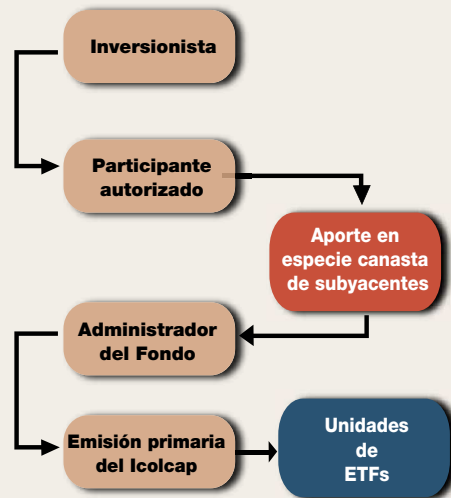 Inversionista
Participante
autorizado
Aporte en
especie canasta
de subyacentes
Administrador
del Fondo
Emisión primaria
del Icolcap
Unidades
de
ETFs